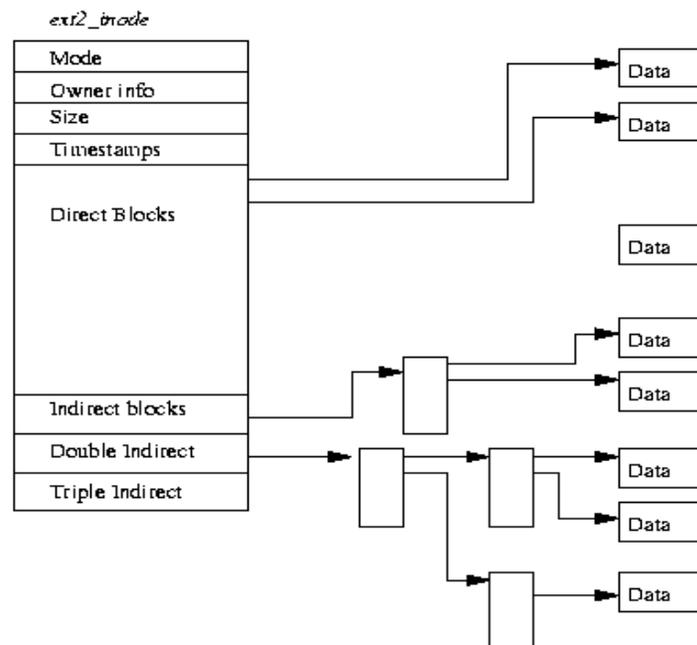 ext2_inode
Mode
Owner info
Size
Timestamps
Direct Blocks
Indirect blocks
Double Indirect
Triple Indirect
Data
Data
Data
Data
Data
Data
Data
Data